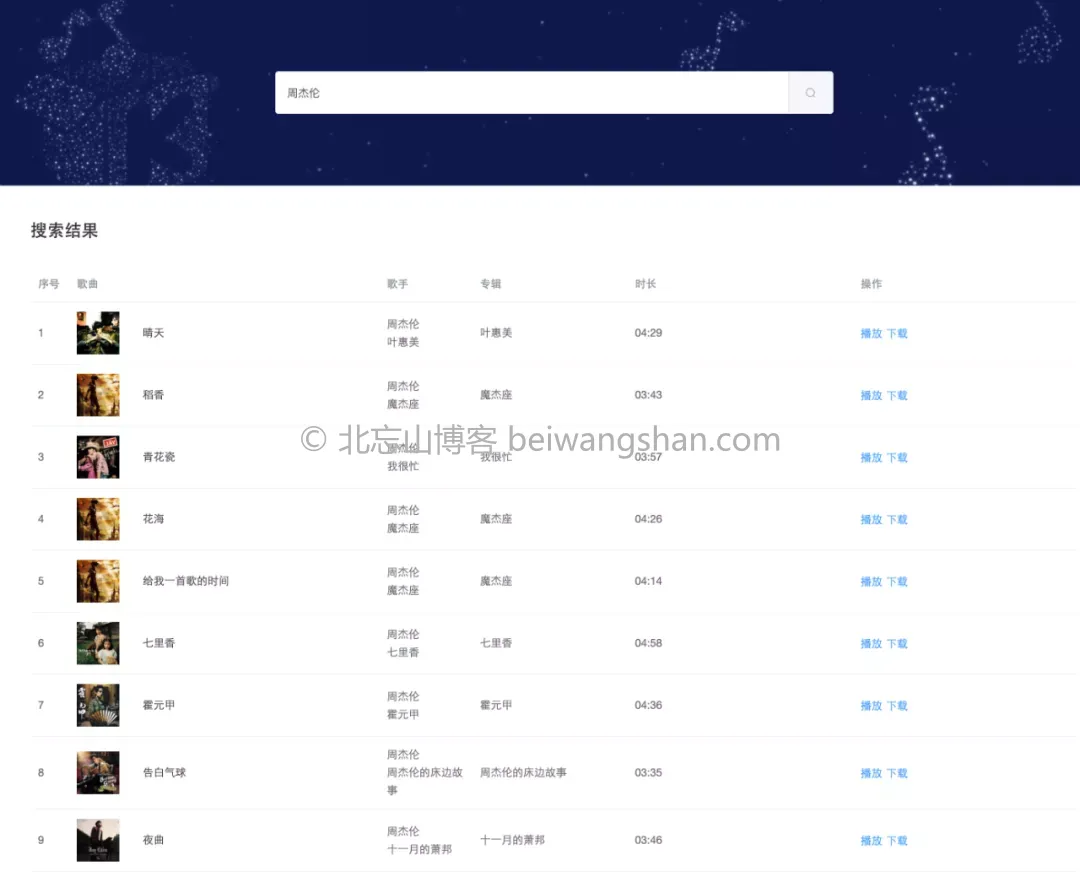 周杰伦
搜索结果
序号 歌曲 歌手 专辑 时长 操作
1 晴天 周杰伦 叶惠美 04:29 播放 下载
叶惠美
2 稻香 周杰伦 魔杰座 03:43 播放 下载
魔杰座
© 北忘山博客 beiwangshan.com
3 青花瓷 周杰伦 我很忙 03:57 播放 下载
我很忙
4 花海 周杰伦 魔杰座 04:26 播放 下载
魔杰座
5 给我一首歌的时间 周杰伦 魔杰座 04:14 播放 下载
魔杰座
6 七里香 周杰伦 七里香 04:58 播放 下载
七里香
7 霍元甲 周杰伦 霍元甲 04:36 播放 下载
霍元甲
8 告白气球 周杰伦 周杰伦的床边故事 03:35 播放 下载
周杰伦的床边故
事
9 夜曲 周杰伦 十一月的萧邦 03:46 播放 下载
十一月的萧邦